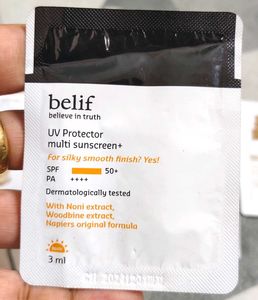 belif
believe in truth
UV Protector
multi sunscreen+
For silky smooth finish? Yes!
SPF 50+
PA ++++
Dermatologically tested
With Noni extract,
Woodbine extract,
Napiers original formula
3 ml